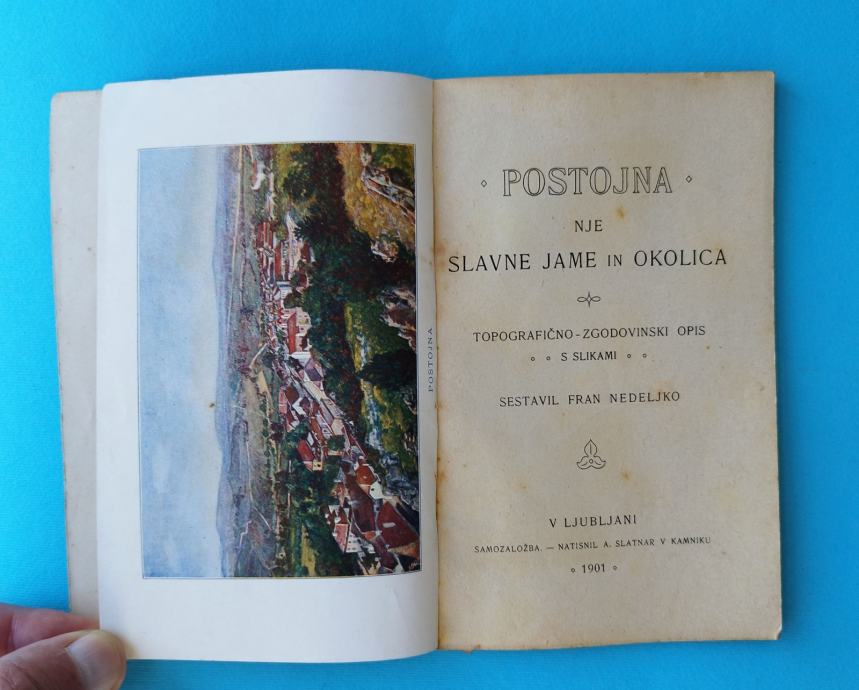 POSTOJNA
POSTOJNA
NJE
SLAVNE JAME IN OKOLICA
TOPOGRAFIČNO-ZGODOVINSKI OPIS
S SLIKAMI
SESTAVIL FRAN NEDELJKO
V LJUBLJANI
SAMOZALOŽBA. — NATISNIL A. SLATNAR V KAMNIKU
1901